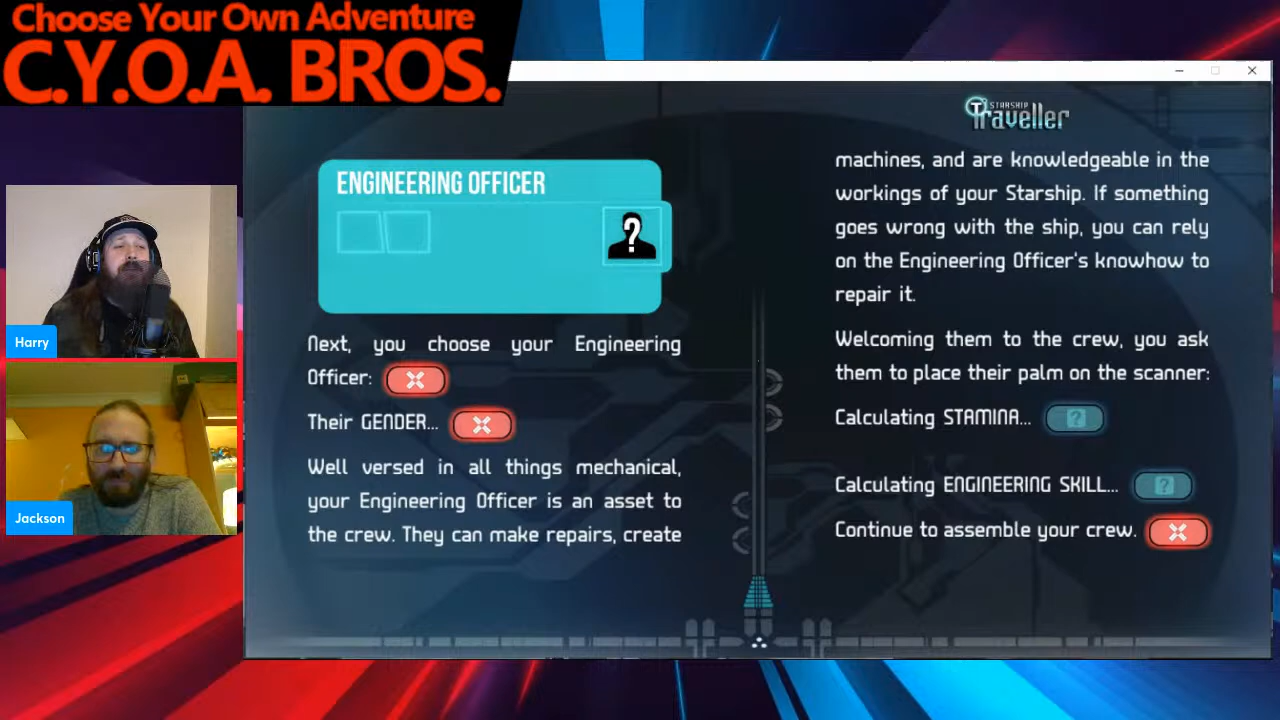 Choose Your Own Adventure
C.Y.O.A. BROS.
STARSHIP
Traveller
ENGINEERING OFFICER
?
Next, you choose your Engineering
Officer:
Their GENDER...
Well versed in all things mechanical,
your Engineering Officer is an asset to
the crew. They can make repairs, create
machines, and are knowledgeable in the
workings of your Starship. If something
goes wrong with the ship, you can rely
on the Engineering Officer's knowhow to
repair it.
Welcoming them to the crew, you ask
them to place their palm on the scanner:
Calculating STAMINA... ?
Calculating ENGINEERING SKILL... ?
Continue to assemble your crew.
Harry
Jackson